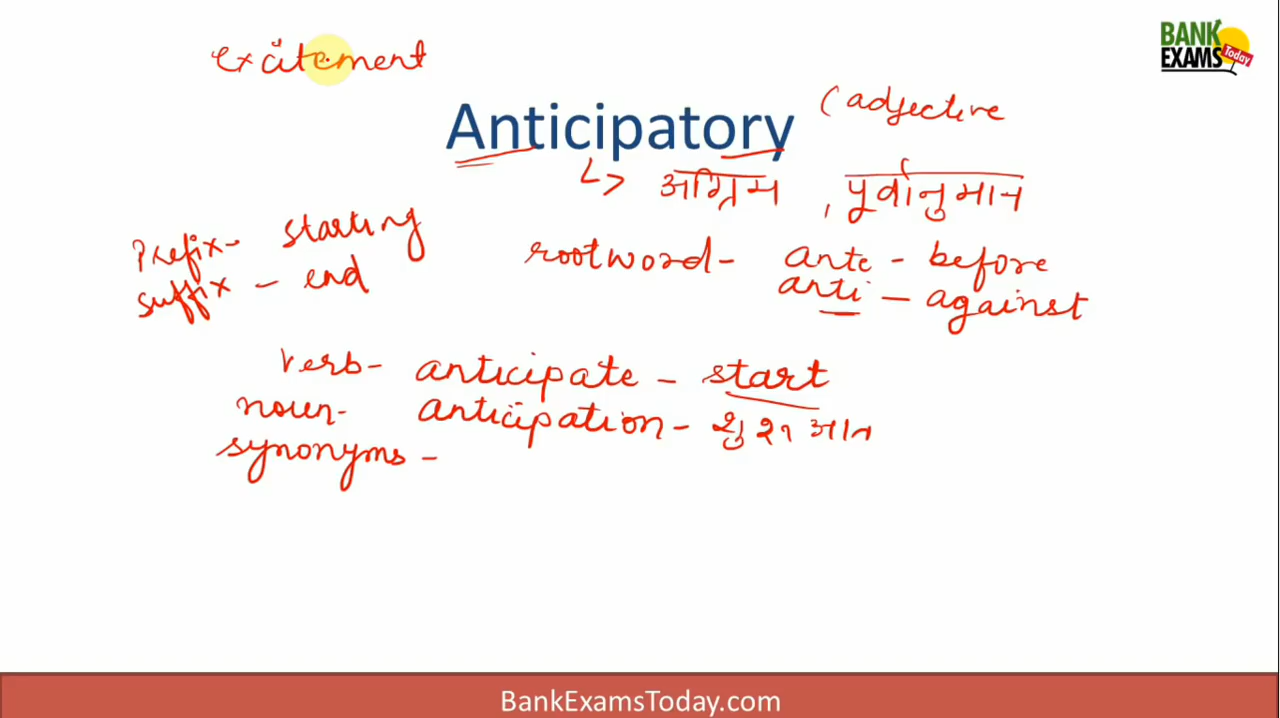 excitement
BANK EXAMS Today
(adjective
Anticipatory
अग्रिम , पूर्वानुमान
Prefix- starting
suffix - end
rootword - ante - before
anti - against
verb- anticipate - start
noun- anticipation - शुरुआत
synonyms -
BankExamsToday.com